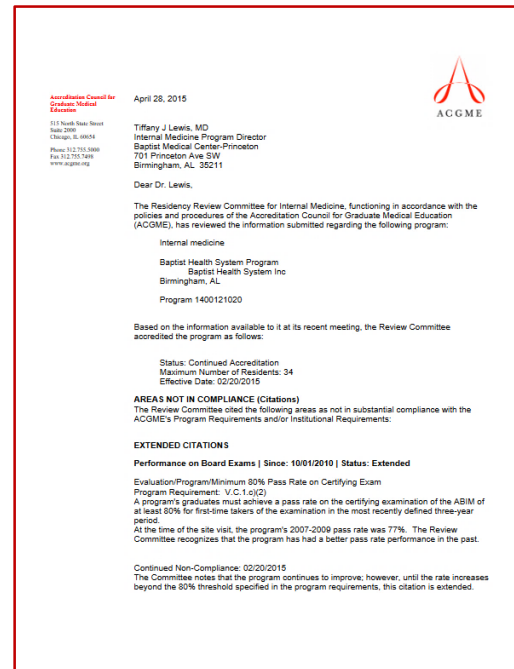 Accreditation Council for
Graduate Medical
Education
515 North State Street
Suite 2000
Chicago, IL 60654
Phone 312.755.5000
Fax 312.755.7498
www.acgme.org
ACGME
April 28, 2015
Tiffany J Lewis, MD
Internal Medicine Program Director
Baptist Medical Center-Princeton
701 Princeton Ave SW
Birmingham, AL 35211
Dear Dr. Lewis,
The Residency Review Committee for Internal Medicine, functioning in accordance with the
policies and procedures of the Accreditation Council for Graduate Medical Education
(ACGME), has reviewed the information submitted regarding the following program:
Internal medicine
Baptist Health System Program
Baptist Health System Inc
Birmingham, AL
Program 1400121020
Based on the information available to it at its recent meeting, the Review Committee
accredited the program as follows:
Status: Continued Accreditation
Maximum Number of Residents: 34
Effective Date: 02/20/2015
AREAS NOT IN COMPLIANCE (Citations)
The Review Committee cited the following areas as not in substantial compliance with the
ACGME's Program Requirements and/or Institutional Requirements:
EXTENDED CITATIONS
Performance on Board Exams | Since: 10/01/2010 | Status: Extended
Evaluation/Program/Minimum 80% Pass Rate on Certifying Exam
Program Requirement: V.C.1.c)(2)
A program's graduates must achieve a pass rate on the certifying examination of the ABIM of
at least 80% for first-time takers of the examination in the most recently defined three-year
period.
At the time of the site visit, the program's 2007-2009 pass rate was 77%. The Review
Committee recognizes that the program has had a better pass rate performance in the past.
Continued Non-Compliance: 02/20/2015
The Committee notes that the program continues to improve; however, until the rate increases
beyond the 80% threshold specified in the program requirements, this citation is extended.